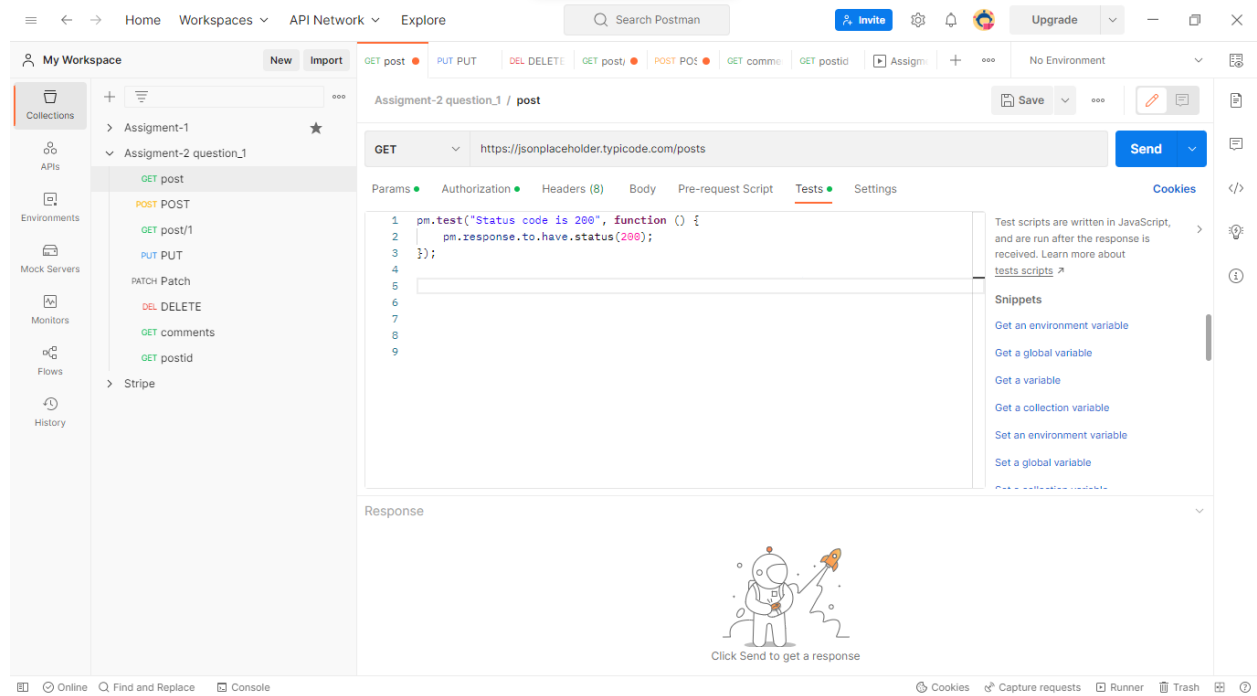 Home Workspaces API Network Explore Search Postman Invite Upgrade
My Workspace New Import GET post PUT PUT DEL DELETE GET post/ POST POS GET comme GET postid Assignm No Environment
Collections
APIs
Environments
Mock Servers
Monitors
Flows
History
Assigment-1
Assigment-2 question_1
GET post
POST POST
GET post/1
PUT PUT
PATCH Patch
DEL DELETE
GET comments
GET postid
Stripe
Assigment-2 question_1 / post Save
GET https://jsonplaceholder.typicode.com/posts Send
Params Authorization Headers (8) Body Pre-request Script Tests Settings Cookies
1 pm.test("Status code is 200", function () {
2 pm.response.to.have.status(200);
3 });
4
5
6
7
8
9
Test scripts are written in JavaScript,
and are run after the response is
received. Learn more about
tests scripts ↗
Snippets
Get an environment variable
Get a global variable
Get a variable
Get a collection variable
Set an environment variable
Set a global variable
Response
Click Send to get a response
Online Find and Replace Console Cookies Capture requests Runner Trash